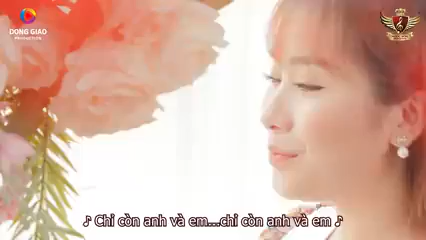 DONG GIAO
♪ Chỉ còn anh và em...chỉ còn anh và em ♪